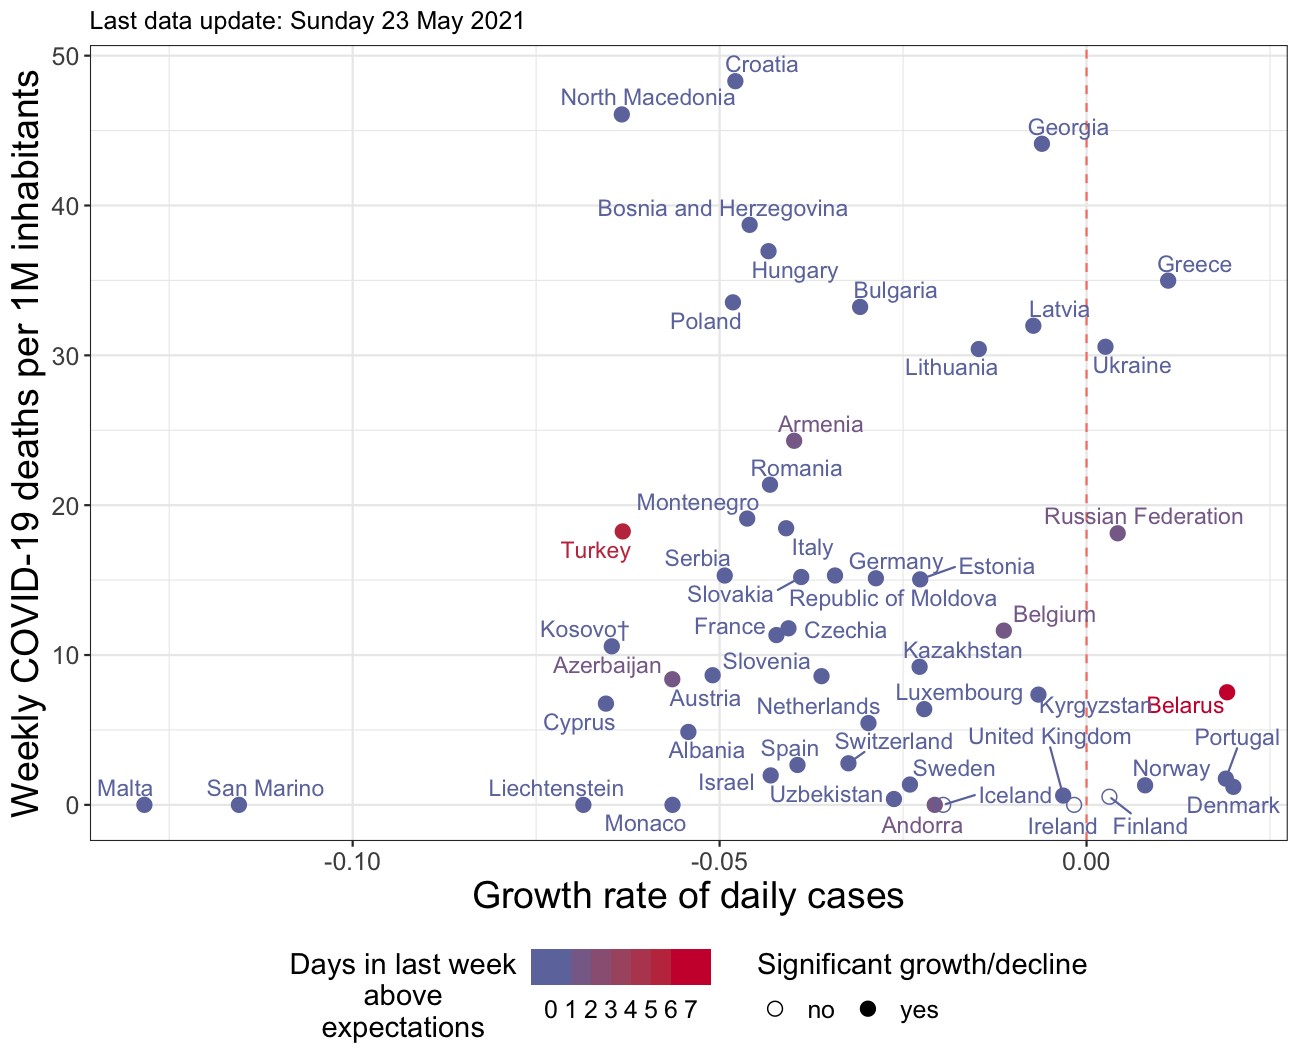 Last data update: Sunday 23 May 2021
Weekly COVID-19 deaths per 1M inhabitants
50
40
30
20
10
0
Croatia
North Macedonia
Georgia
Bosnia and Herzegovina
Hungary
Greece
Bulgaria
Latvia
Poland
Lithuania
Ukraine
Armenia
Romania
Montenegro
Russian Federation
Turkey
Italy
Serbia
Germany
Estonia
Slovakia
Republic of Moldova
Belgium
Kosovo†
France
Czechia
Kazakhstan
Azerbaijan
Slovenia
Austria
Luxembourg
Netherlands
Kyrgyzstan
Belarus
Cyprus
United Kingdom
Portugal
Albania
Spain
Switzerland
Sweden
Norway
Israel
Malta
San Marino
Liechtenstein
Uzbekistan
Iceland
Denmark
Monaco
Andorra
Ireland
Finland
-0.10
-0.05
0.00
Growth rate of daily cases
Days in last week
above
expectations
0 1 2 3 4 5 6 7
Significant growth/decline
no
yes